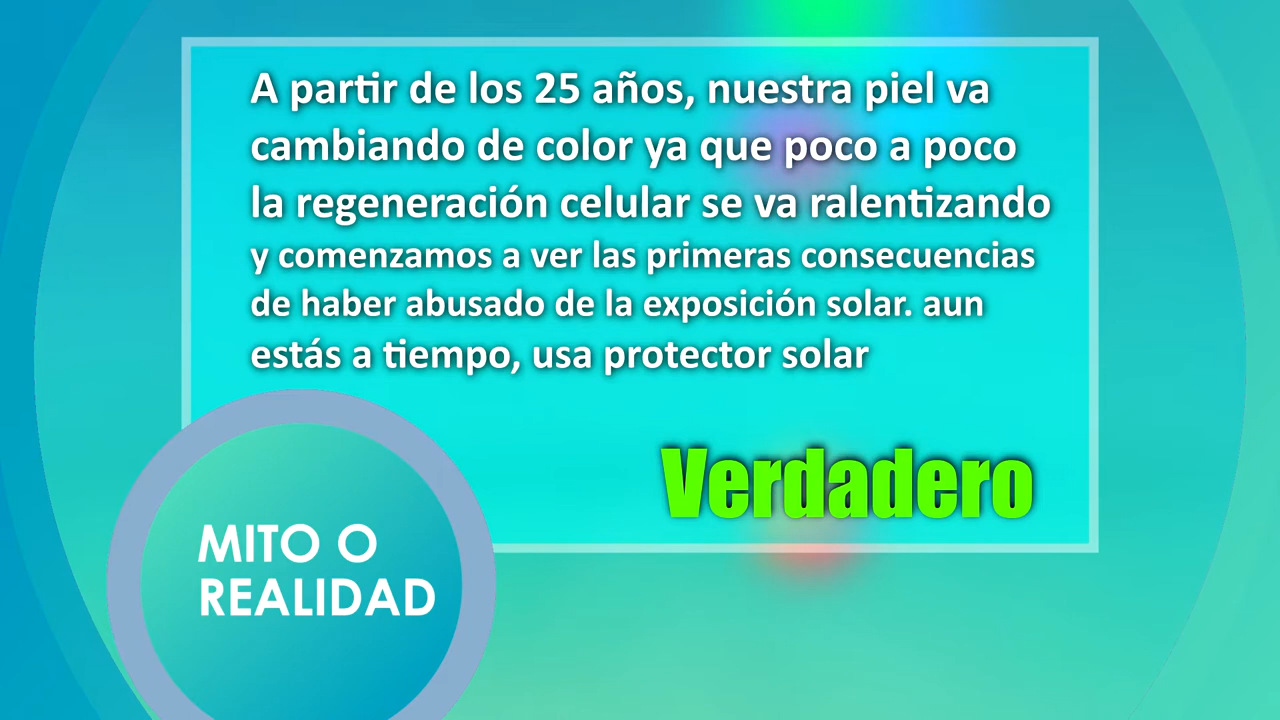 A partir de los 25 años, nuestra piel va
cambiando de color ya que poco a poco
la regeneración celular se va ralentizando
y comenzamos a ver las primeras consecuencias
de haber abusado de la exposición solar. aun
estás a tiempo, usa protector solar
Verdadero
MITO O
REALIDAD